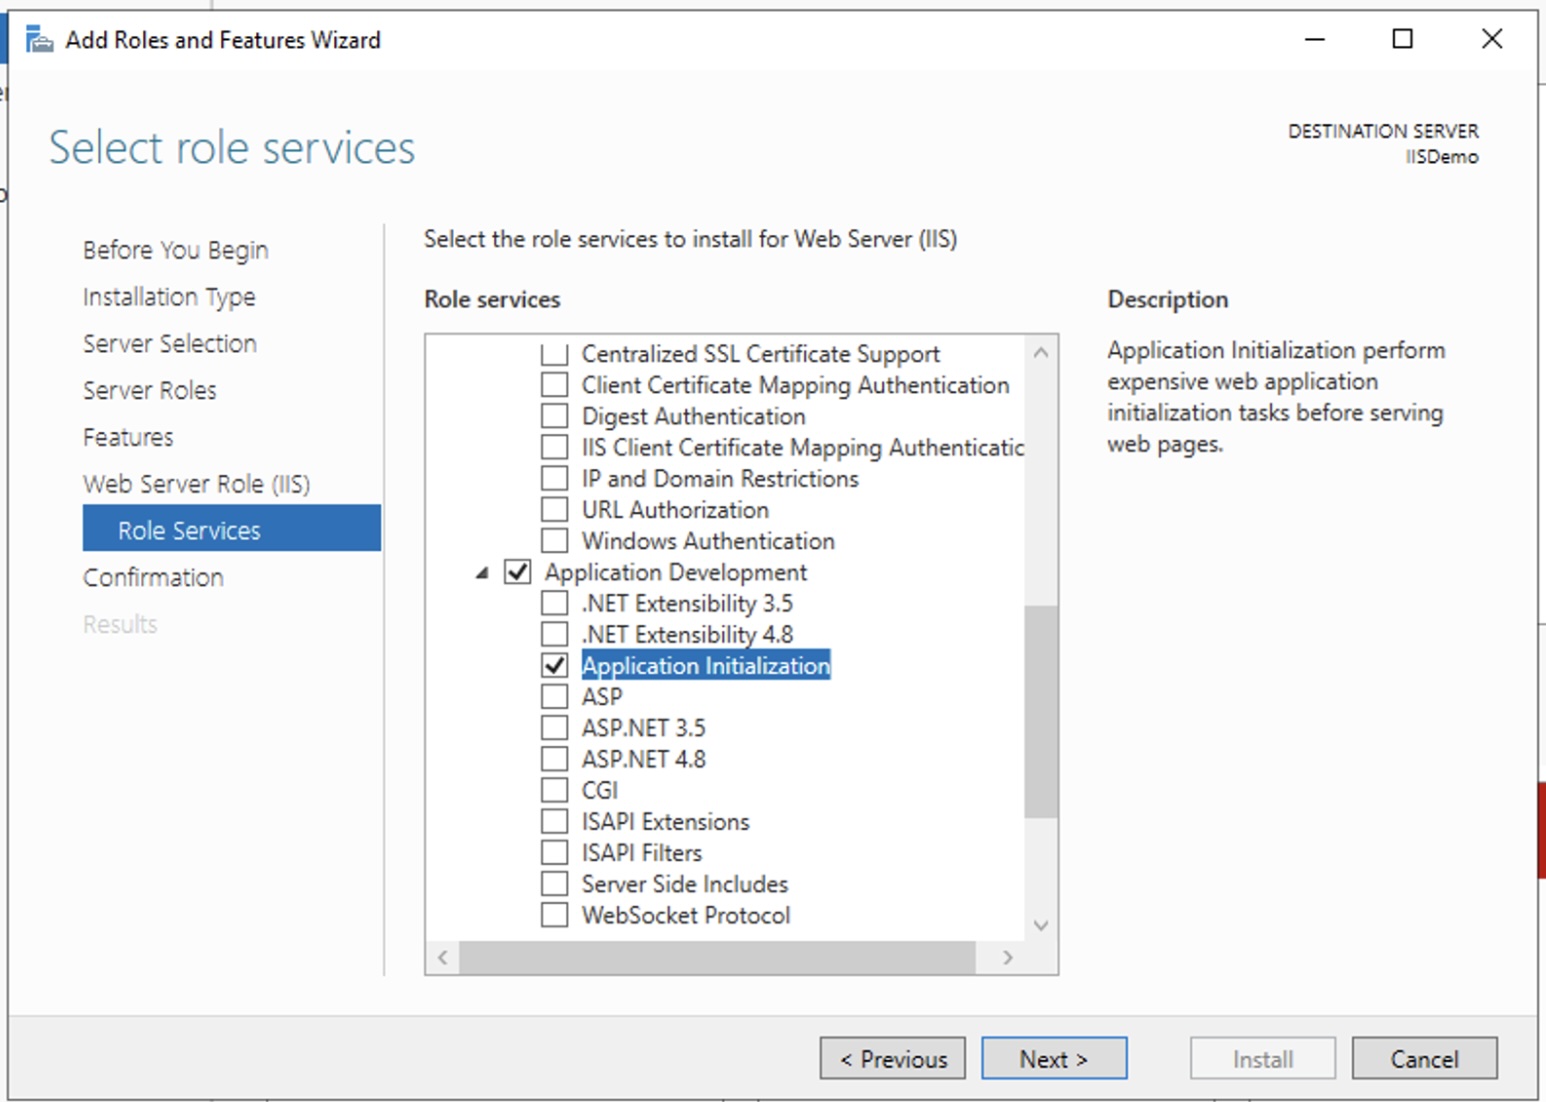 Add Roles and Features Wizard
Select role services
DESTINATION SERVER
IISDemo
Before You Begin
Installation Type
Server Selection
Server Roles
Features
Web Server Role (IIS)
Role Services
Confirmation
Results
Select the role services to install for Web Server (IIS)
Role services
Centralized SSL Certificate Support
Client Certificate Mapping Authentication
Digest Authentication
IIS Client Certificate Mapping Authenticatic
IP and Domain Restrictions
URL Authorization
Windows Authentication
Application Development
.NET Extensibility 3.5
.NET Extensibility 4.8
Application Initialization
ASP
ASP.NET 3.5
ASP.NET 4.8
CGI
ISAPI Extensions
ISAPI Filters
Server Side Includes
WebSocket Protocol
Description
Application Initialization perform
expensive web application
initialization tasks before serving
web pages.
< Previous
Next >
Install
Cancel